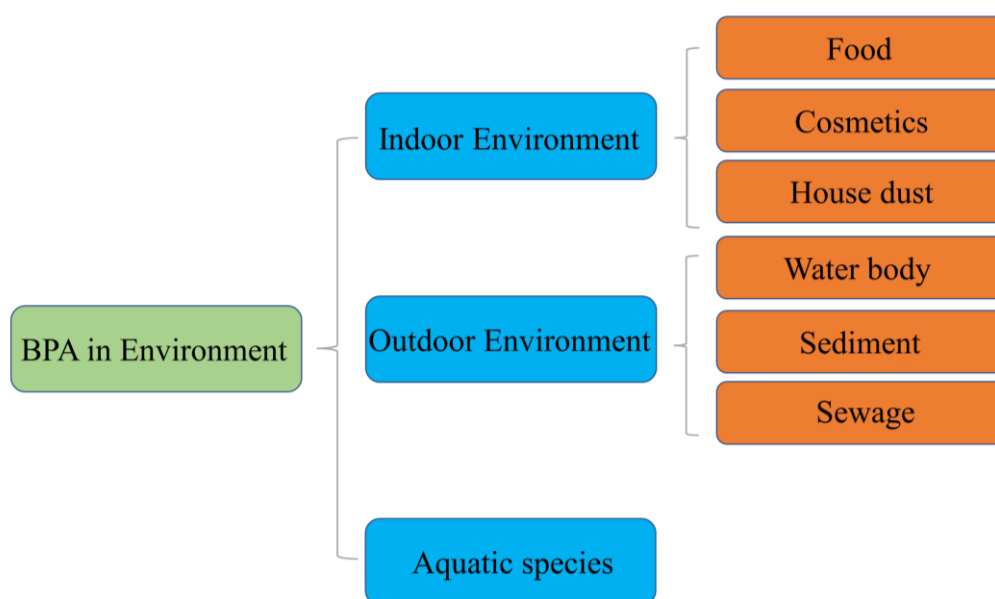 BPA in Environment
Indoor Environment
Food
Cosmetics
House dust
Outdoor Environment
Water body
Sediment
Sewage
Aquatic species